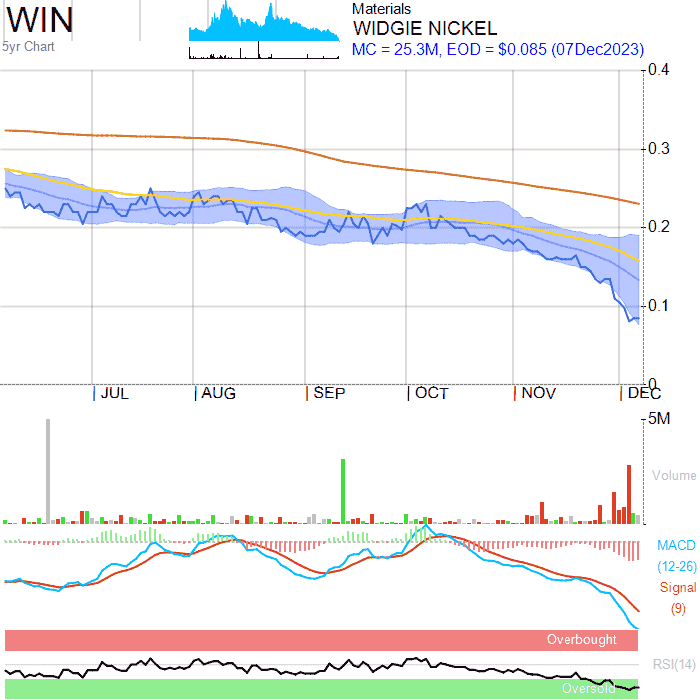 WIN
5yr Chart
Materials
WIDGIE NICKEL
MC = 25.3M, EOD = $0.085 (07Dec2023)
0.4
0.3
0.2
0.1
0
JUL AUG SEP OCT NOV DEC
5M
Volume
MACD
(12-26)
Signal
(9)
Overbought
RSI(14)
Oversold